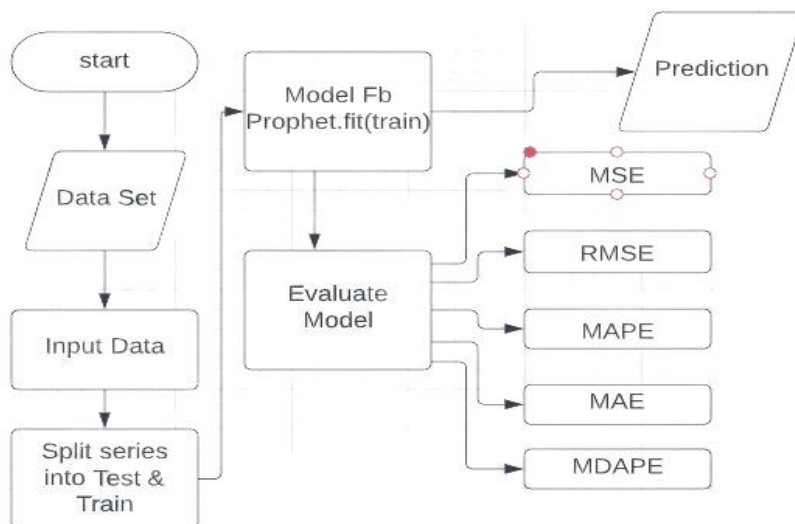 start
Data Set
Input Data
Split series
into Test &
Train
Model Fb
Prophet.fit(train)
Evaluate
Model
Prediction
MSE
RMSE
MAPE
MAE
MDAPE